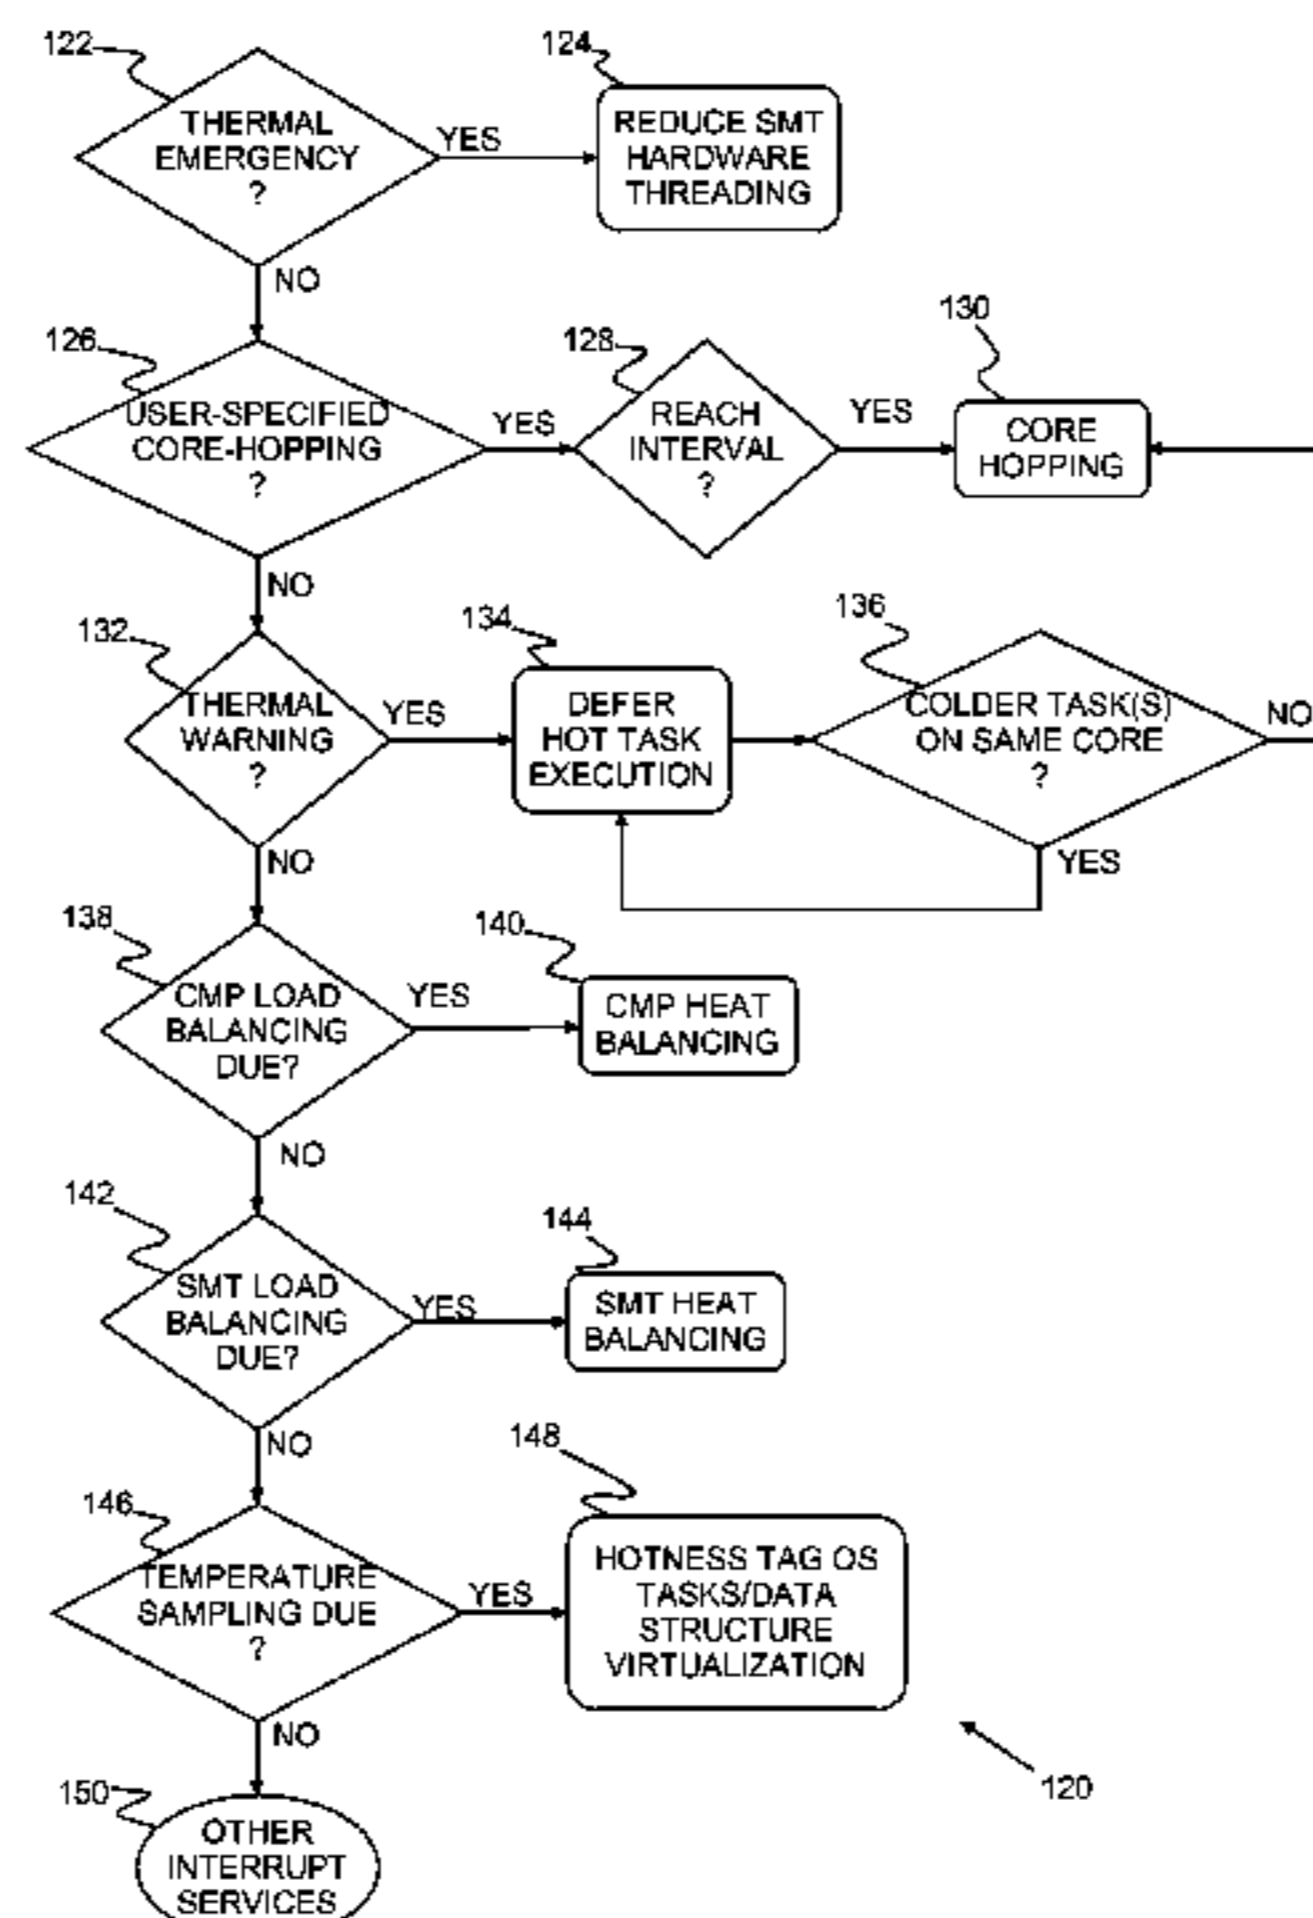 122
THERMAL
EMERGENCY
?
YES
124
REDUCE SMT
HARDWARE
THREADING
NO
126
USER-SPECIFIED
CORE-HOPPING
?
YES
128
REACH
INTERVAL
?
YES
130
CORE
HOPPING
NO
132
THERMAL
WARNING
?
YES
134
DEFER
HOT TASK
EXECUTION
136
COLDER TASK(S)
ON SAME CORE
?
NO
YES
NO
138
CMP LOAD
BALANCING
DUE?
YES
140
CMP HEAT
BALANCING
NO
142
SMT LOAD
BALANCING
DUE?
YES
144
SMT HEAT
BALANCING
NO
146
TEMPERATURE
SAMPLING DUE
?
YES
148
HOTNESS TAG OS
TASKS/DATA
STRUCTURE
VIRTUALIZATION
NO
120
150
OTHER
INTERRUPT
SERVICES